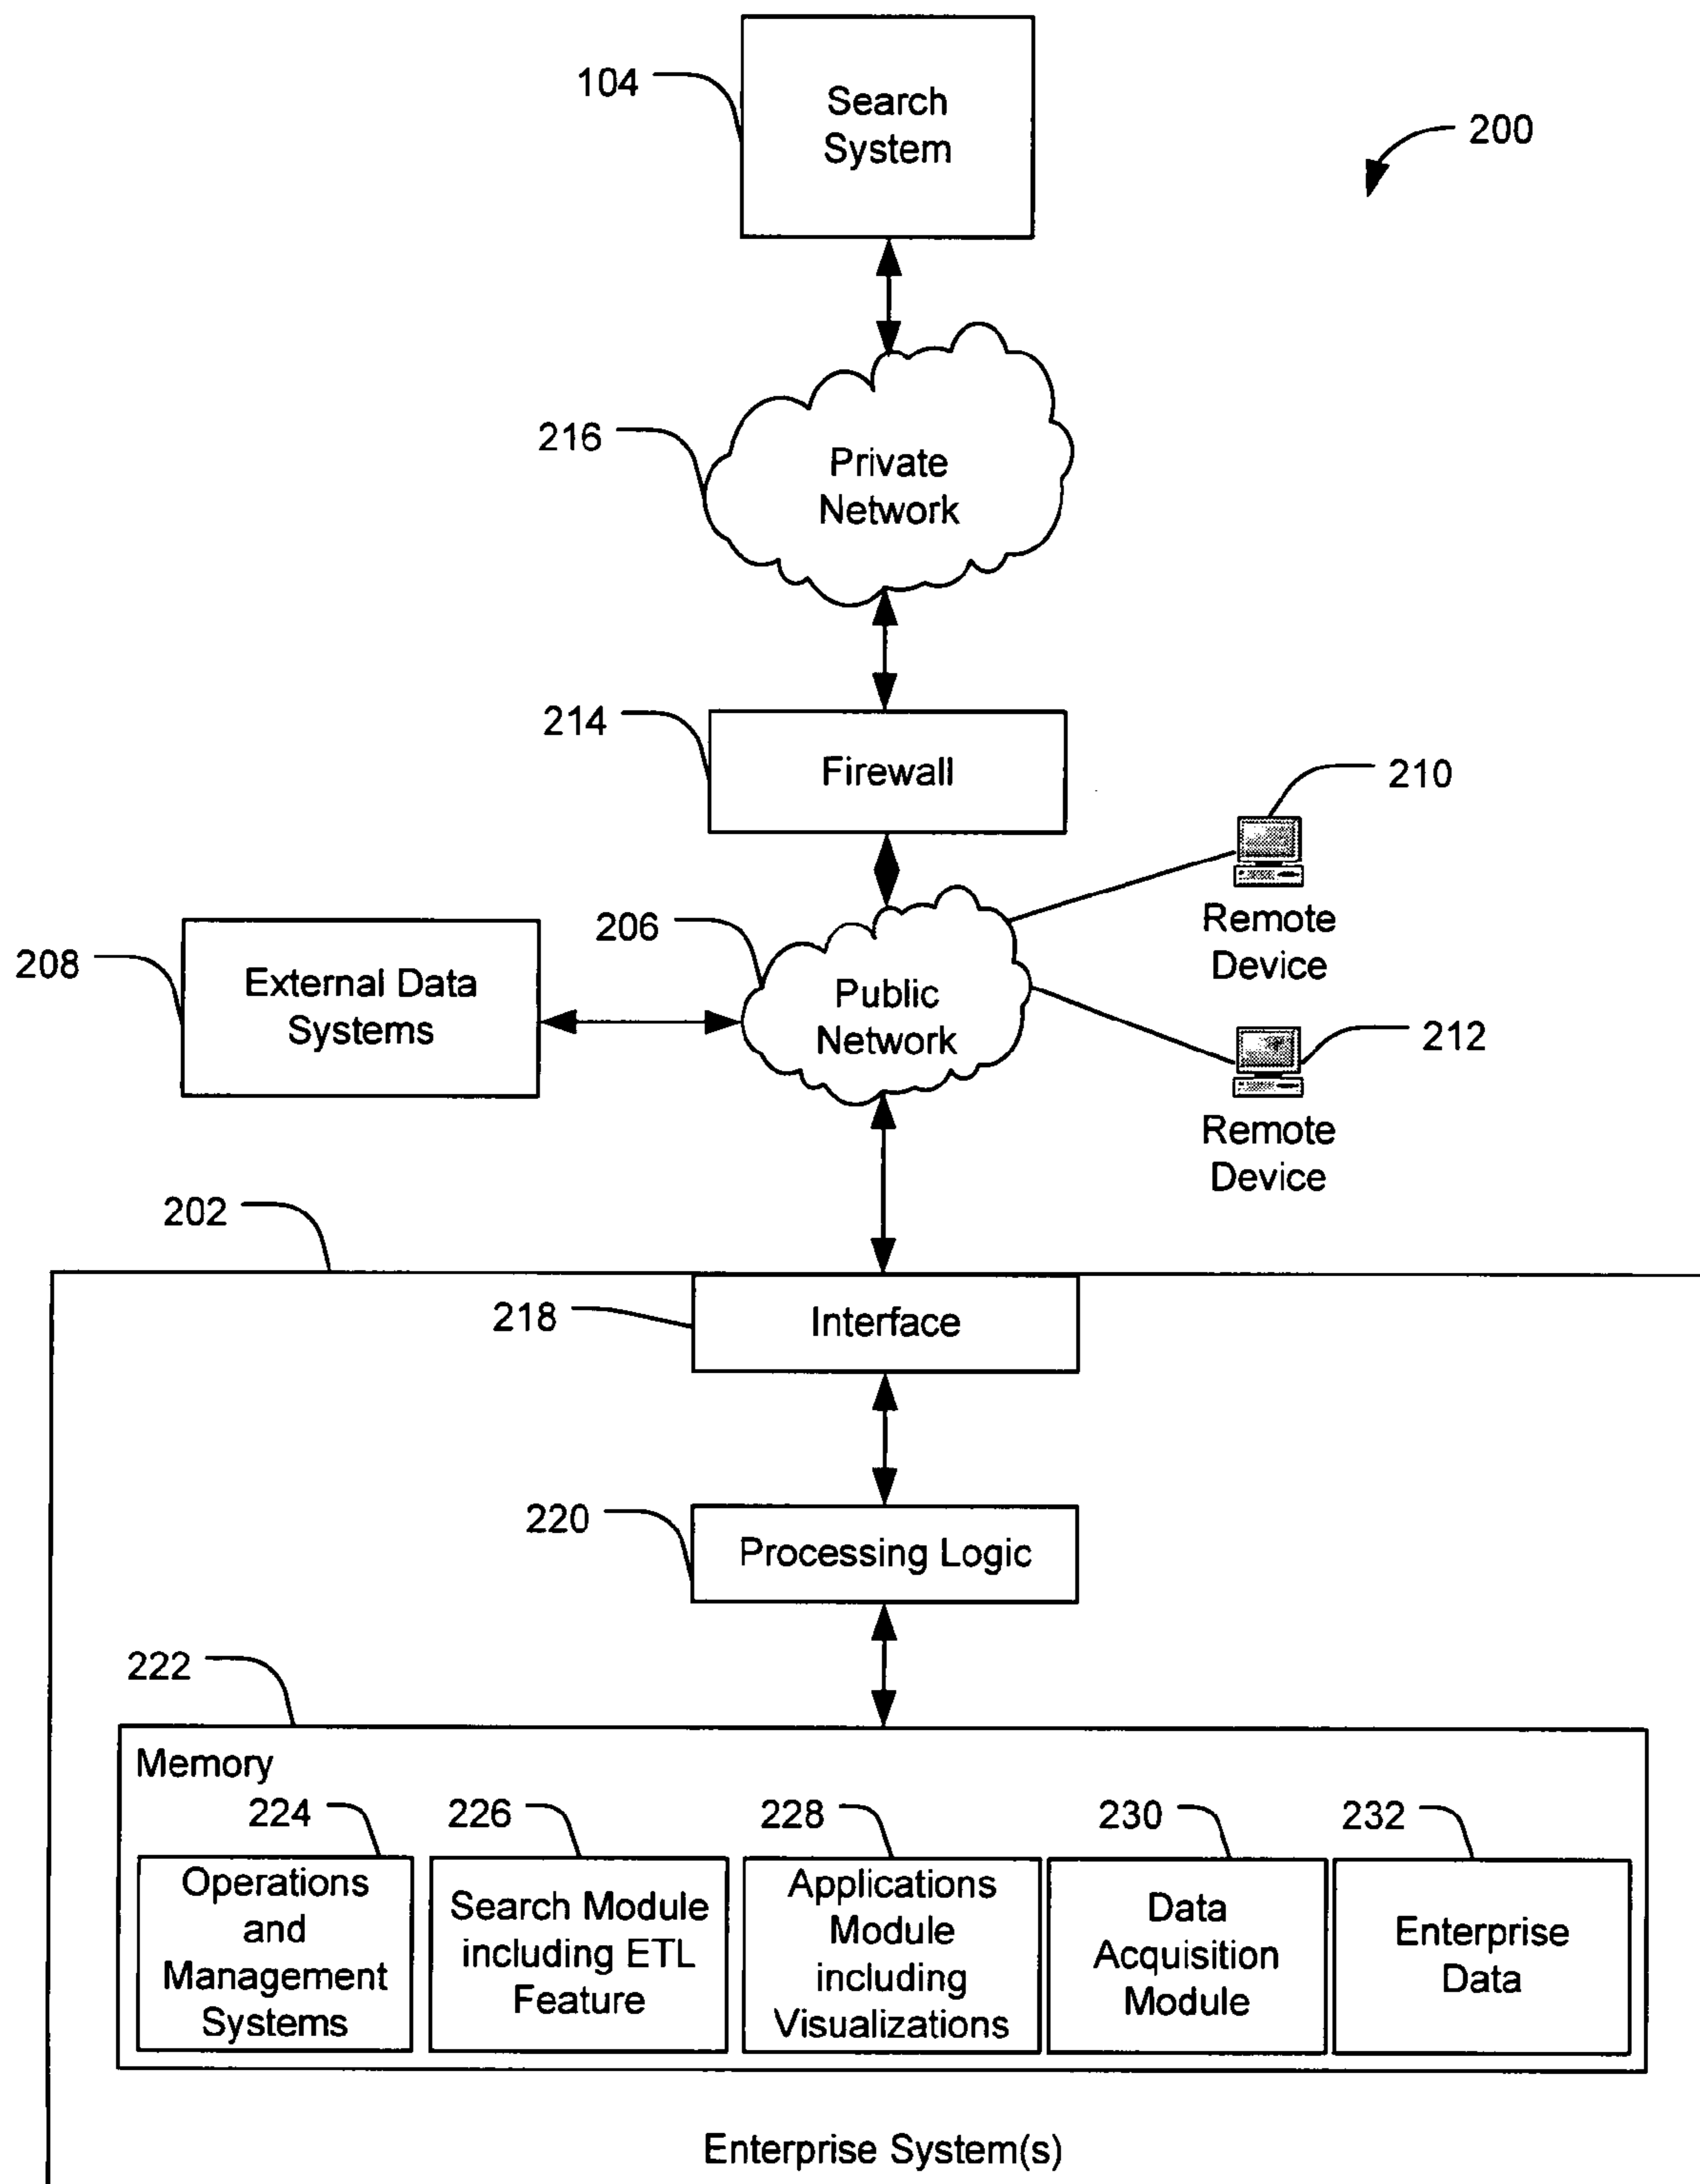 104
Search
System
200
216
Private
Network
214
Firewall
210
Remote
Device
206
208
External Data
Systems
Public
Network
212
Remote
Device
202
218
Interface
220
Processing Logic
222
Memory
224
226
228
230
232
Operations
and
Management
Systems
Search Module
including ETL
Feature
Applications
Module
including
Visualizations
Data
Acquisition
Module
Enterprise
Data
Enterprise System(s)